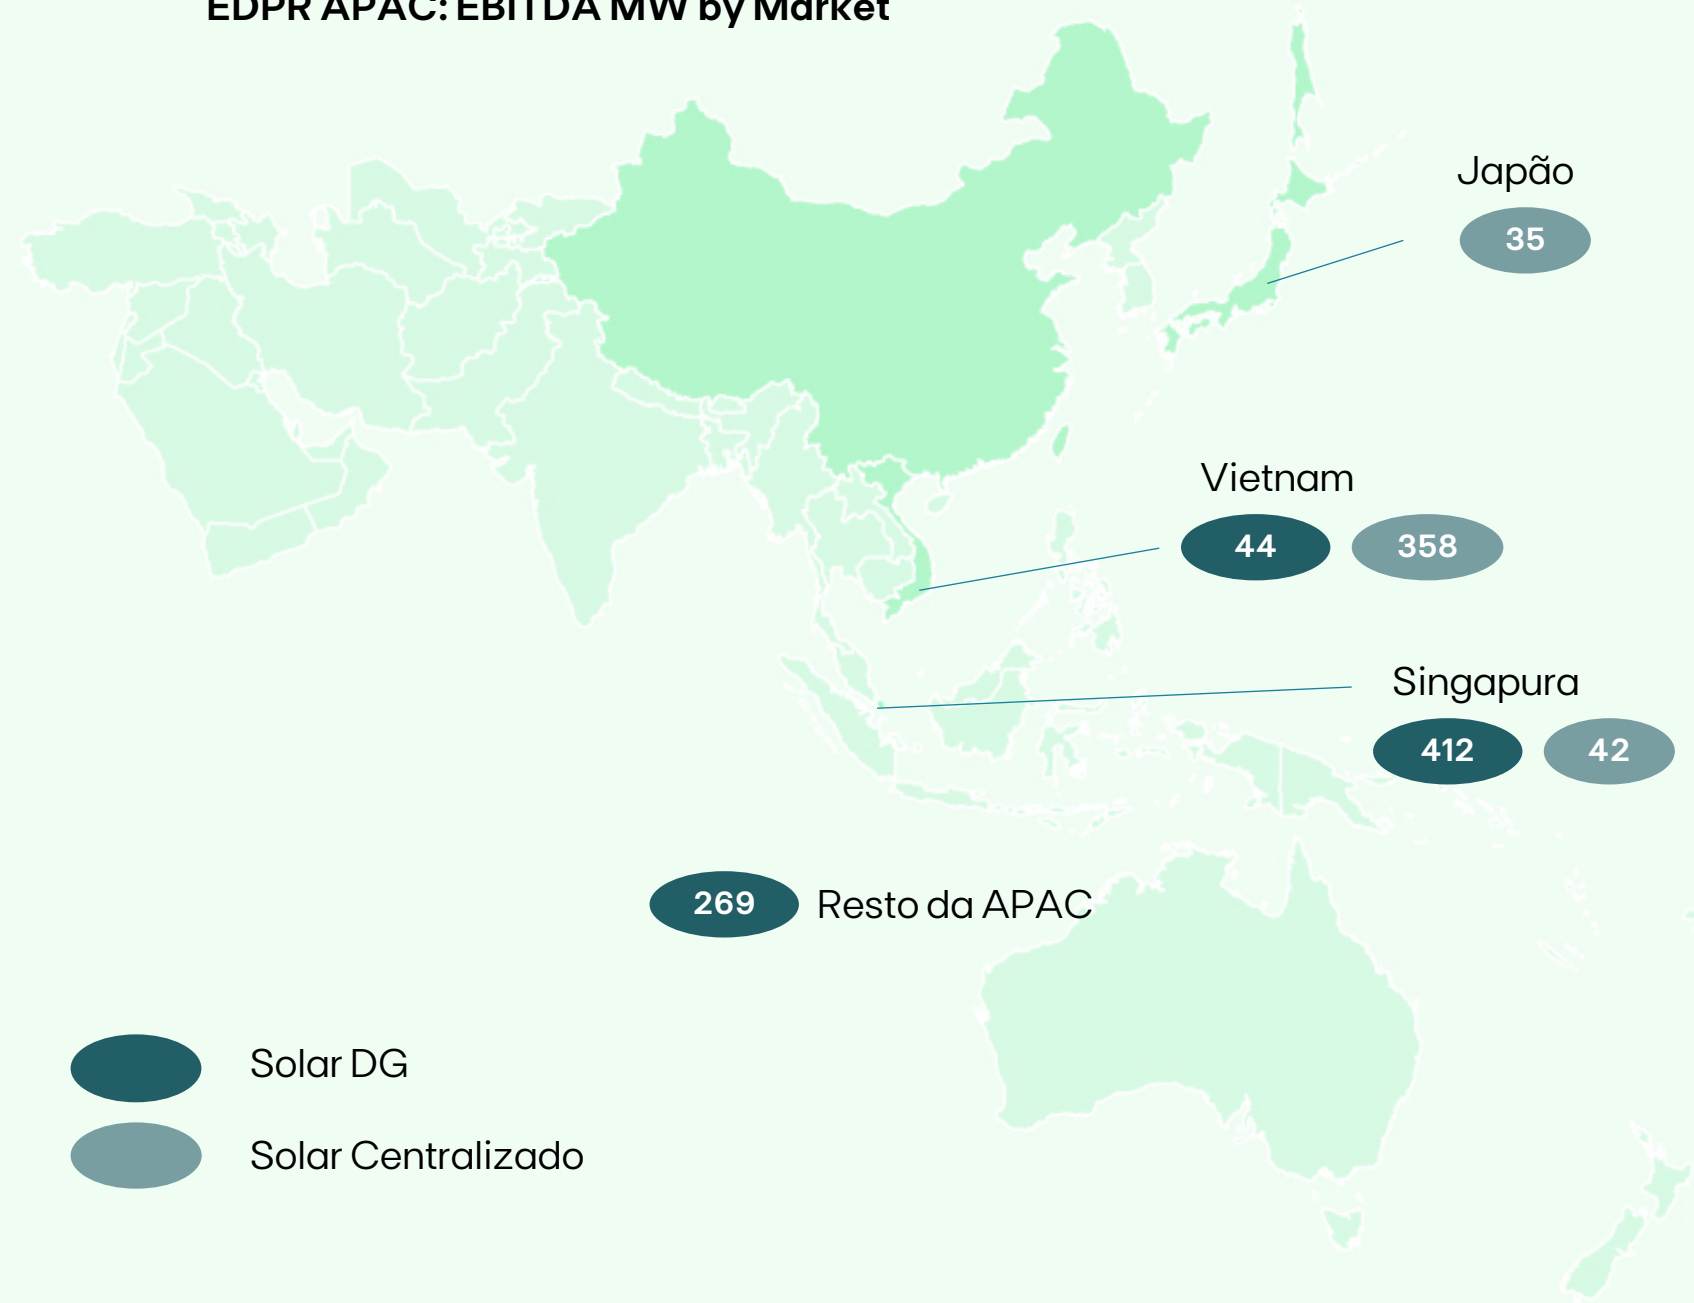 EDPR APAC: EBITDA MW by Market
Japão
35
Vietnam
44 358
Singapura
412 42
269 Resto da APAC
Solar DG
Solar Centralizado